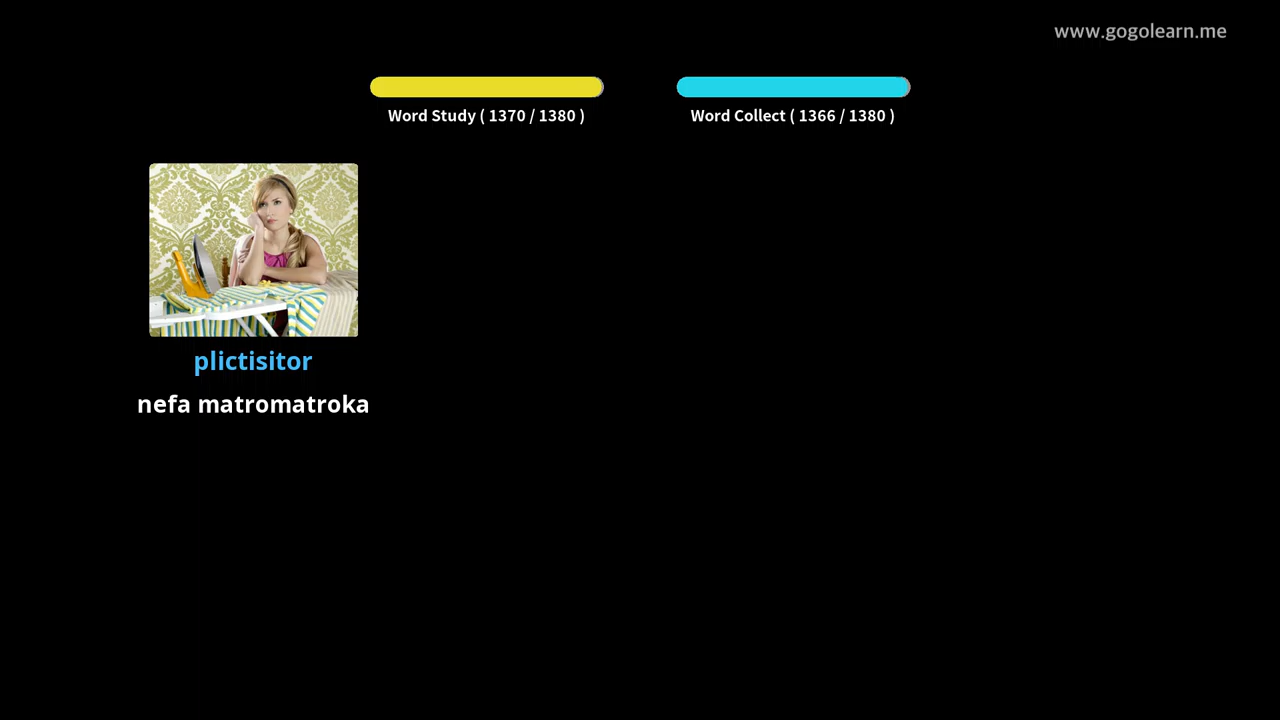 www.gogolearn.me
Word Study ( 1370 / 1380 )
Word Collect ( 1366 / 1380 )
plictisitor
nefa matromatroka